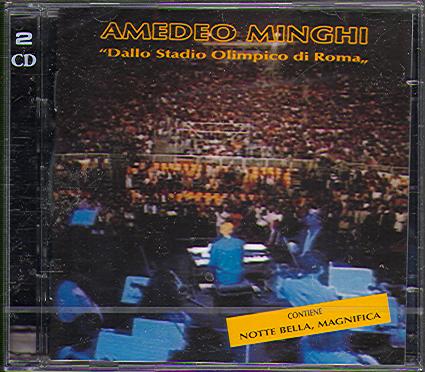 2
CD
AMEDEO MINGHI
“Dallo Stadio Olimpico di Roma„
CONTIENE
NOTTE BELLA, MAGNIFICA